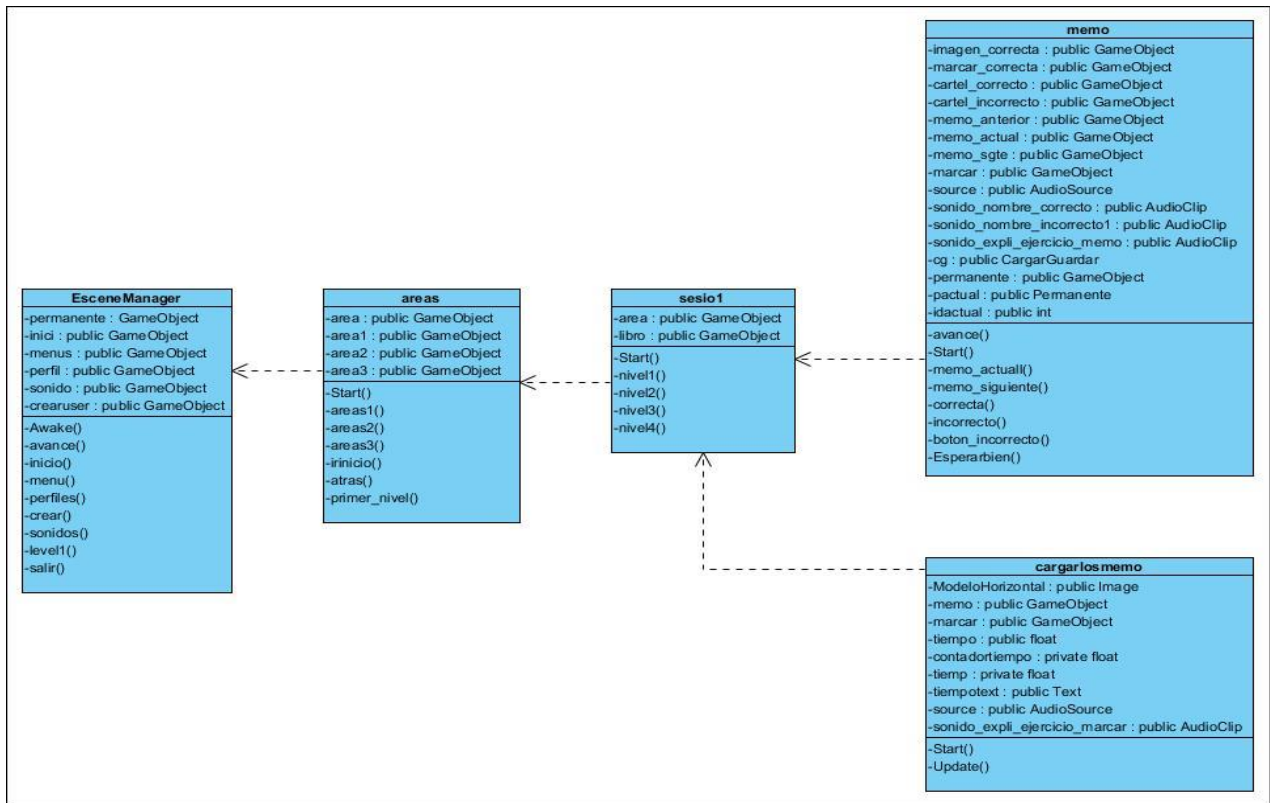 EsceneManager
-permanente : GameObject
-inici : public GameObject
-menus : public GameObject
-perfil : public GameObject
-sonido : public GameObject
-crearuser : public GameObject
-Awake()
-avance()
-inicio()
-menu()
-perfiles()
-crear()
-sonidos()
-level1()
-salir()
areas
-area : public GameObject
-area1 : public GameObject
-area2 : public GameObject
-area3 : public GameObject
-Start()
-areas1()
-areas2()
-areas3()
-irinicio()
-atras()
-primer_nivel()
sesio1
-area : public GameObject
-libro : public GameObject
-Start()
-nivel1()
-nivel2()
-nivel3()
-nivel4()
memo
-imagen_correcta : public GameObject
-marcar_correcta : public GameObject
-cartel_correcto : public GameObject
-cartel_incorrecto : public GameObject
-memo_anterior : public GameObject
-memo_actual : public GameObject
-memo_sgte : public GameObject
-marcar : public GameObject
-source : public AudioSource
-sonido_nombre_correcto : public AudioClip
-sonido_nombre_incorrecto1 : public AudioClip
-sonido_expli_ejercicio_memo : public AudioClip
-cg : public CargarGuardar
-permanente : public GameObject
-pactual : public Permanente
-idactual : public int
-avance()
-Start()
-memo_actuall()
-memo_siguiente()
-correcta()
-incorrecto()
-boton_incorrecto()
-Esperarbien()
cargarlosmemo
-ModeloHorizontal : public Image
-memo : public GameObject
-marcar : public GameObject
-tiempo : public float
-contadortiempo : private float
-tiemp : private float
-tiempotext : public Text
-source : public AudioSource
-sonido_expli_ejercicio_marcar : public AudioClip
-Start()
-Update()